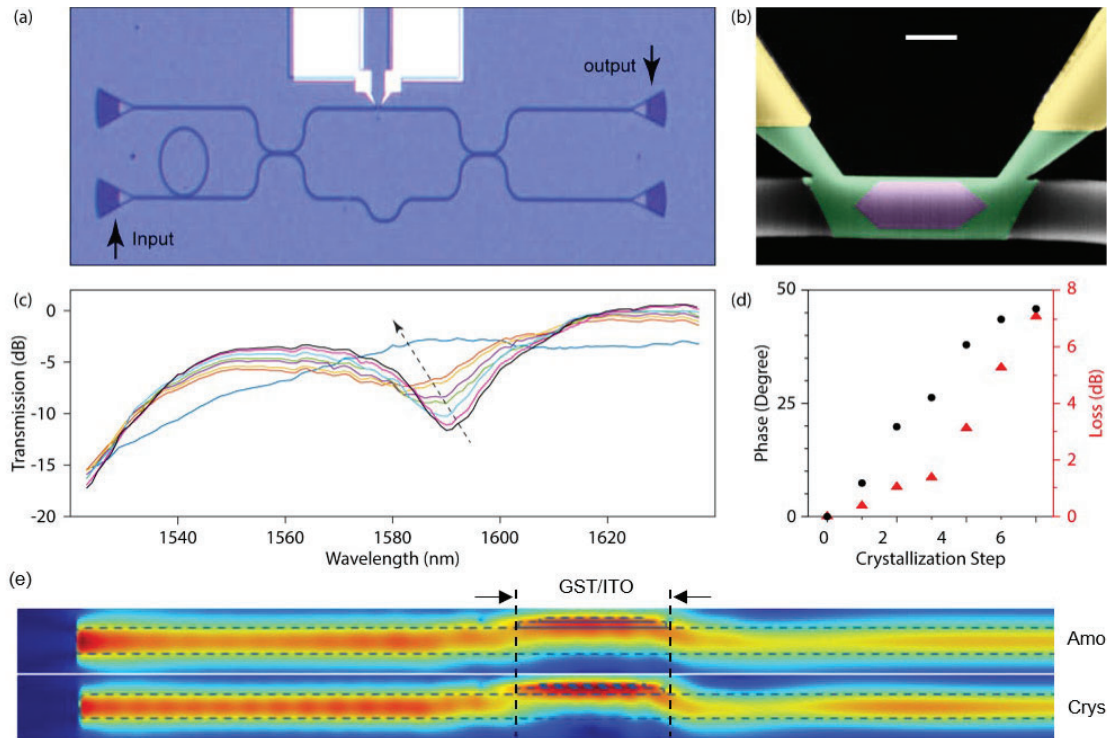 (a)
output
Input
(b)
(c)
Transmission (dB)
0
-5
-10
-15
-20
1540
1560
1580
1600
1620
Wavelength (nm)
(d)
Phase (Degree)
50
25
0
Loss (dB)
8
6
4
2
0
0
2
4
6
Crystallization Step
(e)
GST/ITO
Amo
Crys